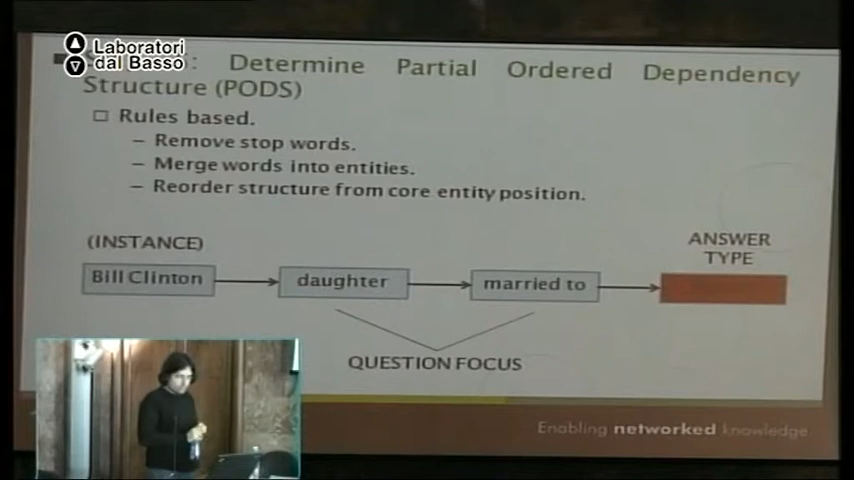 Laboratori
dal Basso
: Determine Partial Ordered Dependency
Structure (PODS)
Rules based.
– Remove stop words.
– Merge words into entities.
– Reorder structure from core entity position.
(INSTANCE)
ANSWER
TYPE
Bill Clinton
daughter
married to
QUESTION FOCUS
Enabling networked knowledge